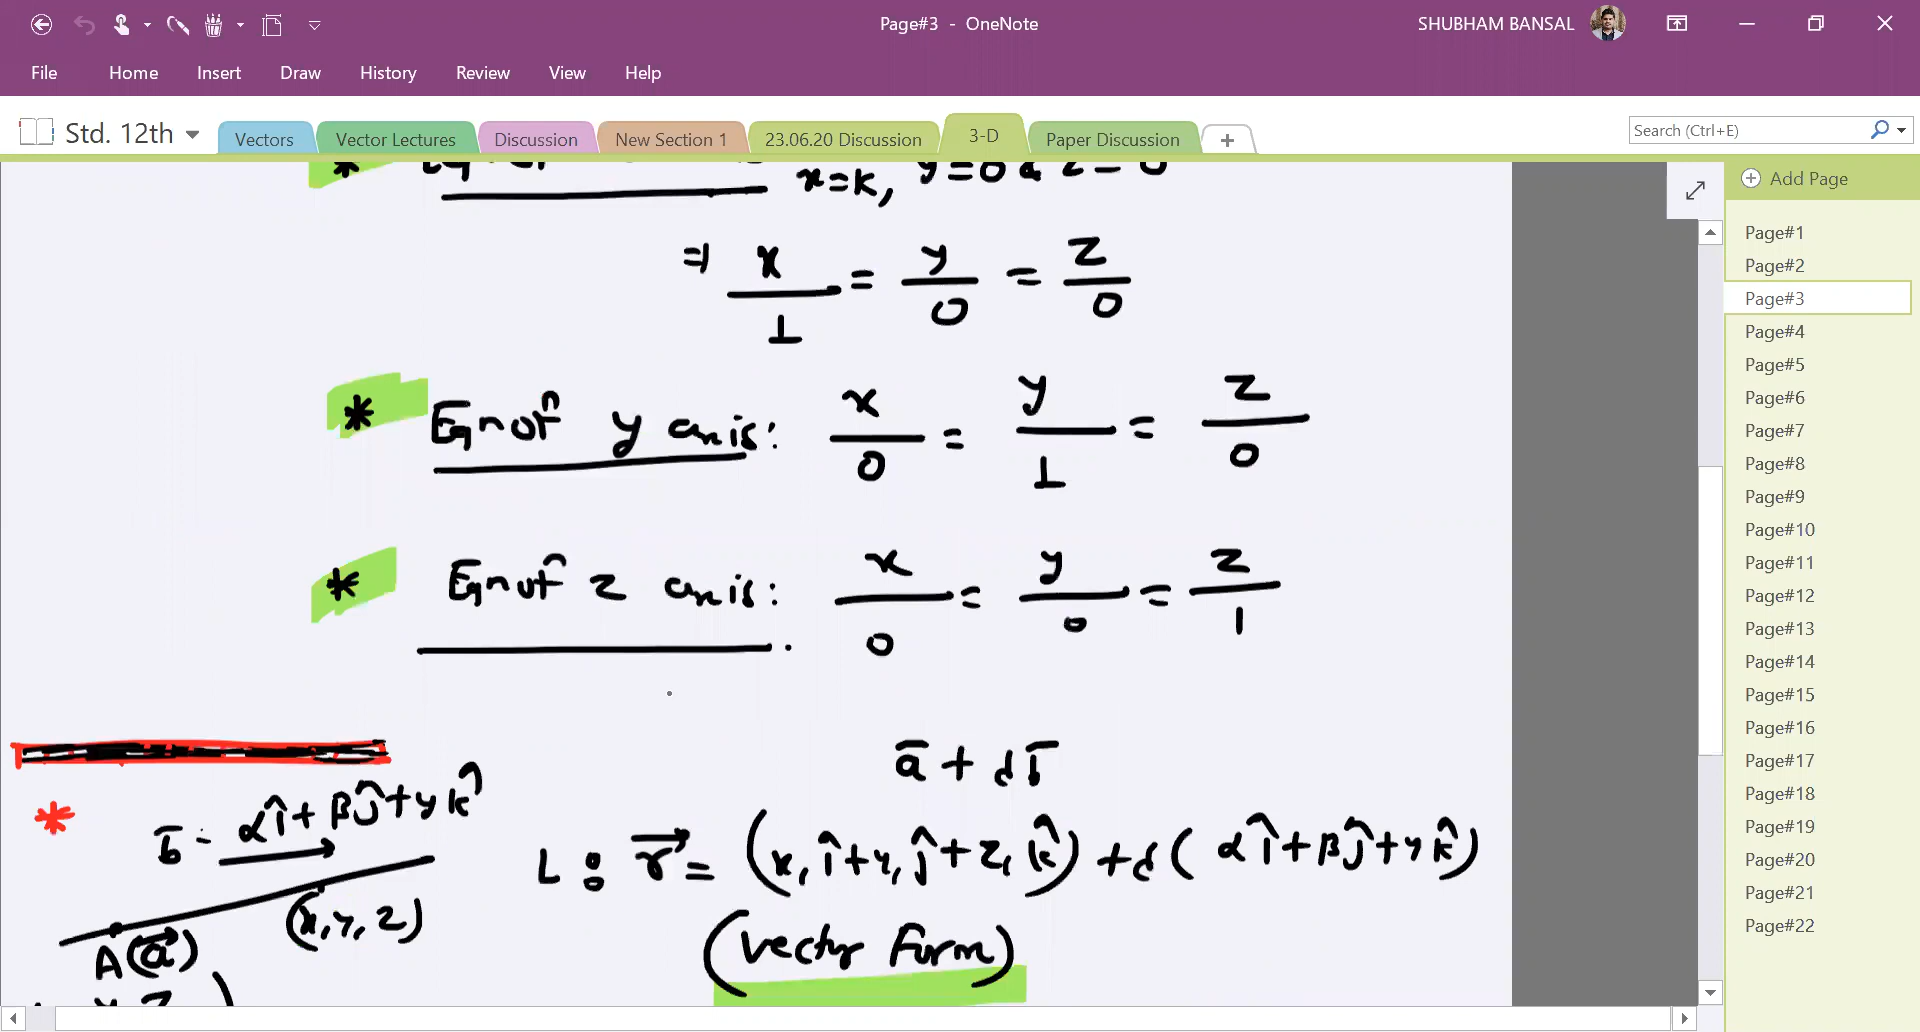 Page#3 - OneNote
SHUBHAM BANSAL
File Home Insert Draw History Review View Help
Std. 12th
Vectors
Vector Lectures
Discussion
New Section 1
23.06.20 Discussion
3-D
Paper Discussion
Search (Ctrl+E)
Add Page
Page#1
Page#2
Page#3
Page#4
Page#5
Page#6
Page#7
Page#8
Page#9
Page#10
Page#11
Page#12
Page#13
Page#14
Page#15
Page#16
Page#17
Page#18
Page#19
Page#20
Page#21
Page#22
* x=k, y=0 & z=0
⇒ x/1 = y/0 = z/0
* Eqn of y axis: x/0 = y/1 = z/0
* Eqn of z axis: x/0 = y/0 = z/1
a̅ + λb̅
* b̅ = αî+βĵ+γk̂
L : r⃗ = (x₁î+y₁ĵ+z₁k̂) + λ(αî+βĵ+γk̂)
(x,y,z)
A(a⃗)
(Vector Form)